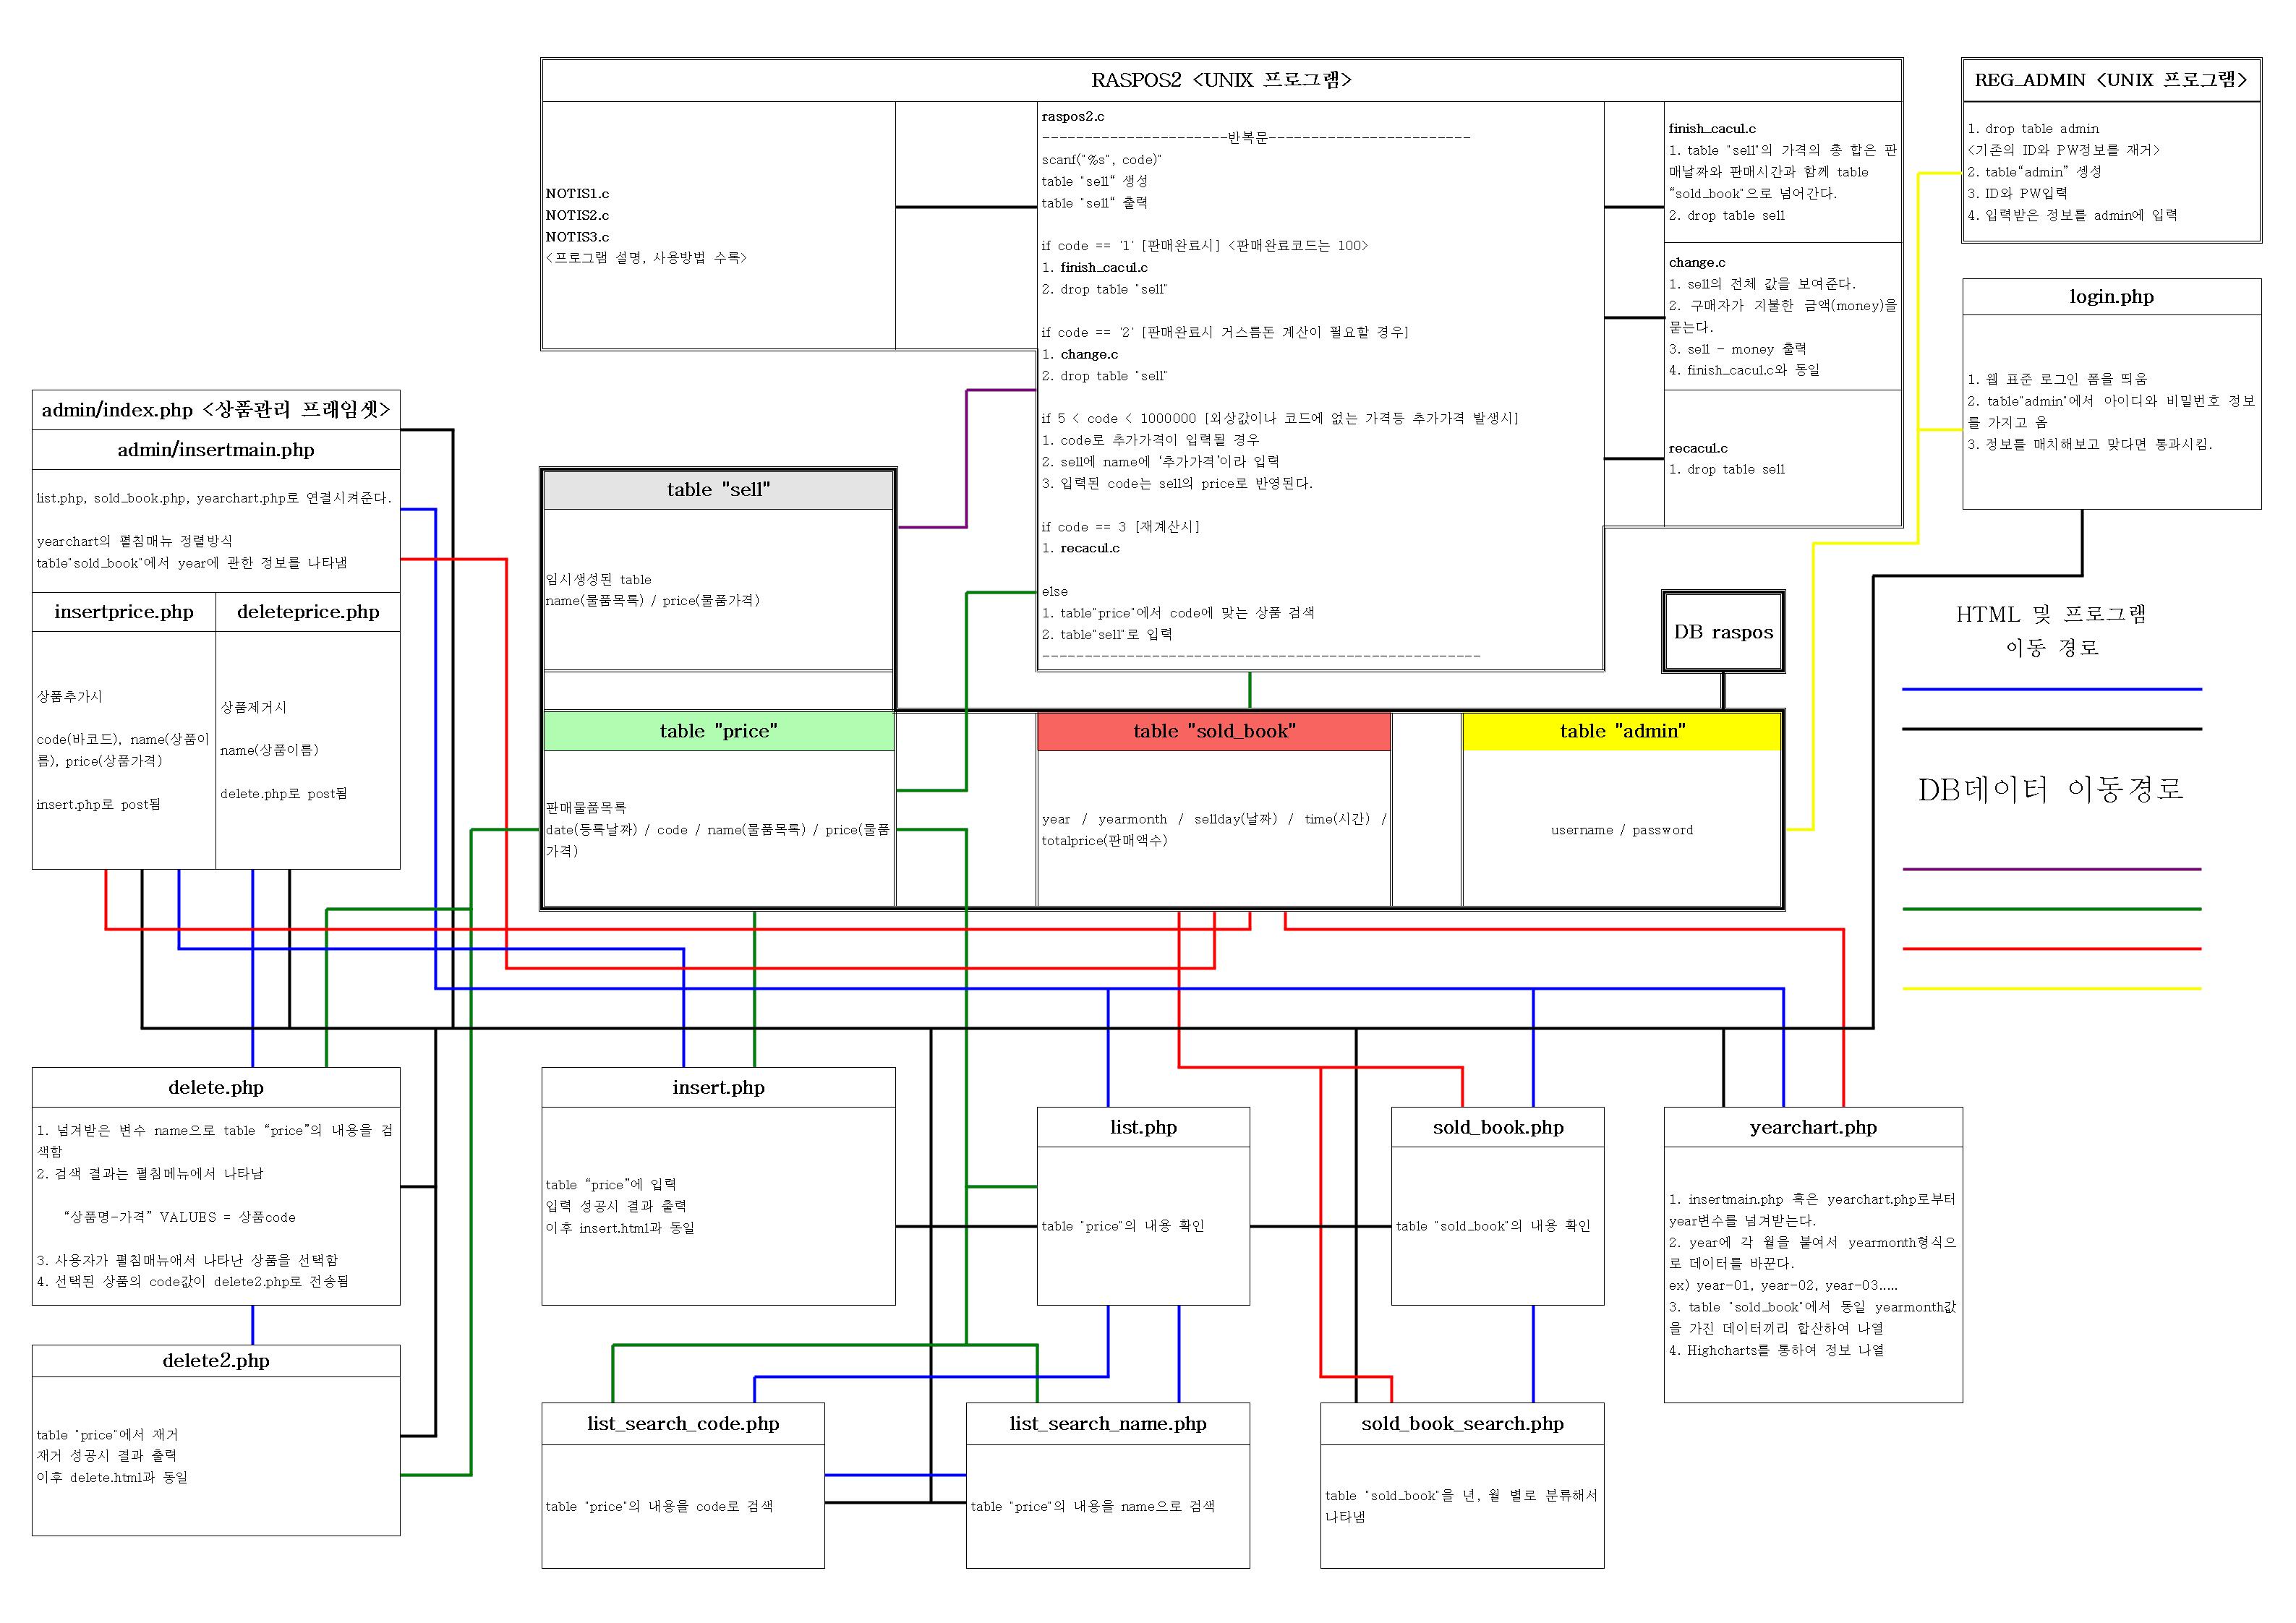 RASPOS2 <UNIX 프로그램>
NOTIS1.c
NOTIS2.c
NOTIS3.c
<프로그램 설명, 사용방법 수록>
raspos2.c
----------------------반복문------------------------
scanf("%s", code)"
table "sell“ 생성
table "sell“ 출력
if code == '1' [판매완료시] <판매완료코드는 100>
1. finish_cacul.c
2. drop table "sell"
if code == '2' [판매완료시 거스름돈 계산이 필요할 경우]
1. change.c
2. drop table "sell"
if 5 < code < 1000000 [외상값이나 코드에 없는 가격등 추가가격 발생시]
1. code로 추가가격이 입력될 경우
2. sell에 name에 ‘추가가격’이라 입력
3. 입력된 code는 sell의 price로 반영된다.
if code == 3 [재계산시]
1. recacul.c
else
1. table"price"에서 code에 맞는 상품 검색
2. table"sell"로 입력
----------------------------------------------------
finish_cacul.c
1. table "sell"의 가격의 총 합은 판
매날짜와 판매시간과 함께 table
“sold_book"으로 넘어간다.
2. drop table sell
change.c
1. sell의 전체 값을 보여준다.
2. 구매자가 지불한 금액(money)을
묻는다.
3. sell - money 출력
4. finish_cacul.c와 동일
recacul.c
1. drop table sell
REG_ADMIN <UNIX 프로그램>
1. drop table admin
<기존의 ID와 PW정보를 재거>
2. table“admin” 생성
3. ID와 PW입력
4. 입력받은 정보를 admin에 입력
login.php
1. 웹 표준 로그인 폼을 띄움
2. table"admin"에서 아이디와 비밀번호 정보
를 가지고 옴
3. 정보를 매치해보고 맞다면 통과시킴.
admin/index.php <상품관리 프래임셋>
admin/insertmain.php
list.php, sold_book.php, yearchart.php로 연결시켜준다.
yearchart의 펼침매뉴 정렬방식
table"sold_book"에서 year에 관한 정보를 나타냄
insertprice.php
상품추가시
code(바코드), name(상품이
름), price(상품가격)
insert.php로 post됨
deleteprice.php
상품제거시
name(상품이름)
delete.php로 post됨
table "sell"
임시생성된 table
name(물품목록) / price(물품가격)
DB raspos
table "price"
판매물품목록
date(등록날짜) / code / name(물품목록) / price(물품
가격)
table "sold_book"
year / yearmonth / sellday(날짜) / time(시간) /
totalprice(판매액수)
table "admin"
username / password
HTML 및 프로그램
이동 경로
DB데이터 이동경로
delete.php
1. 넘겨받은 변수 name으로 table “price"의 내용을 검
색함
2. 검색 결과는 펼침메뉴에서 나타남
“상품명-가격” VALUES = 상품code
3. 사용자가 펼침매뉴애서 나타난 상품을 선택함
4. 선택된 상품의 code값이 delete2.php로 전송됨
delete2.php
table "price"에서 재거
재거 성공시 결과 출력
이후 delete.html과 동일
insert.php
table “price”에 입력
입력 성공시 결과 출력
이후 insert.html과 동일
list.php
table "price"의 내용 확인
sold_book.php
table "sold_book"의 내용 확인
yearchart.php
1. insertmain.php 혹은 yearchart.php로부터
year변수를 넘겨받는다.
2. year에 각 월을 붙여서 yearmonth형식으
로 데이터를 바꾼다.
ex) year-01, year-02, year-03.....
3. table "sold_book"에서 동일 yearmonth값
을 가진 데이터끼리 합산하여 나열
4. Highcharts를 통하여 정보 나열
list_search_code.php
table "price"의 내용을 code로 검색
list_search_name.php
table "price"의 내용을 name으로 검색
sold_book_search.php
table "sold_book"을 년, 월 별로 분류해서
나타냄